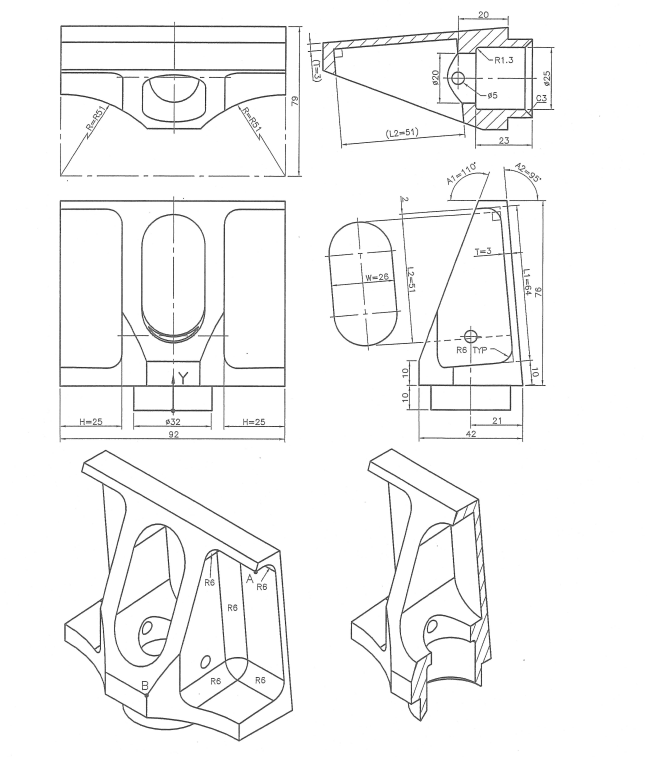 20
R=R51
R=R51
79
(T=3)
R1.3
ø20
ø5
ø25
C3
(L2=51)
23
A1=110°
A2=95°
2
T
W=26
T
L2=51
T=3
L1=64
76
R6 TYP
10
10
10
21
42
Y
H=25
ø32
H=25
92
A
R6
R6
R6
R6
R6
B